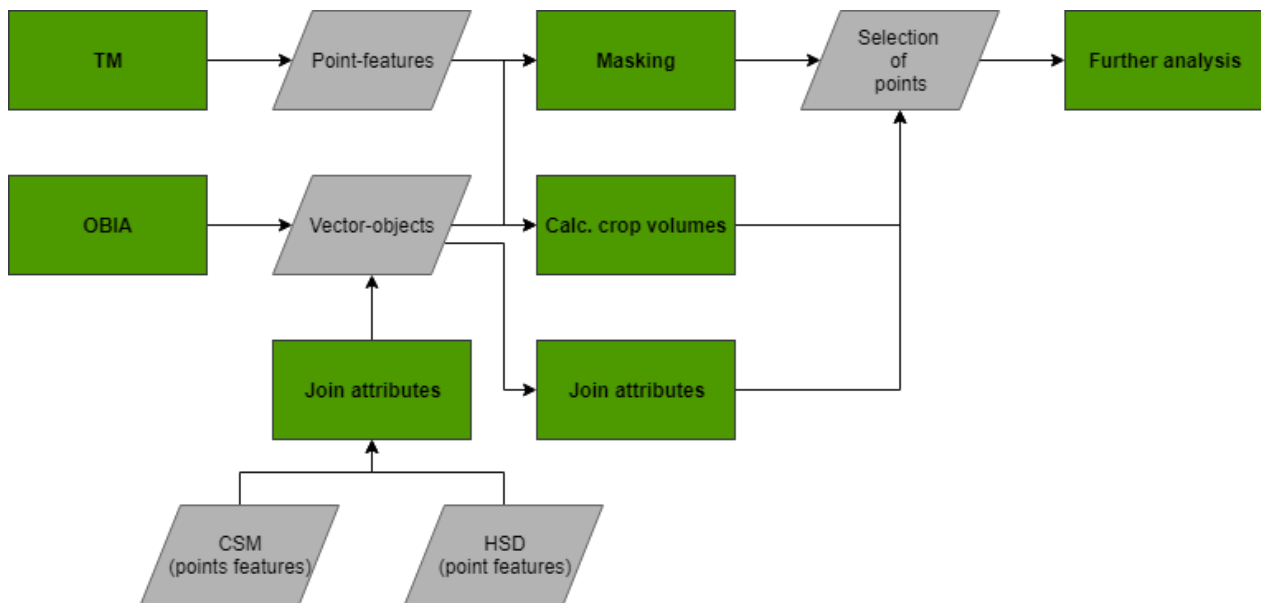 TM
Point-features
Masking
Selection
of
points
Further analysis
OBIA
Vector-objects
Calc. crop volumes
Join attributes
Join attributes
CSM
(points features)
HSD
(point features)